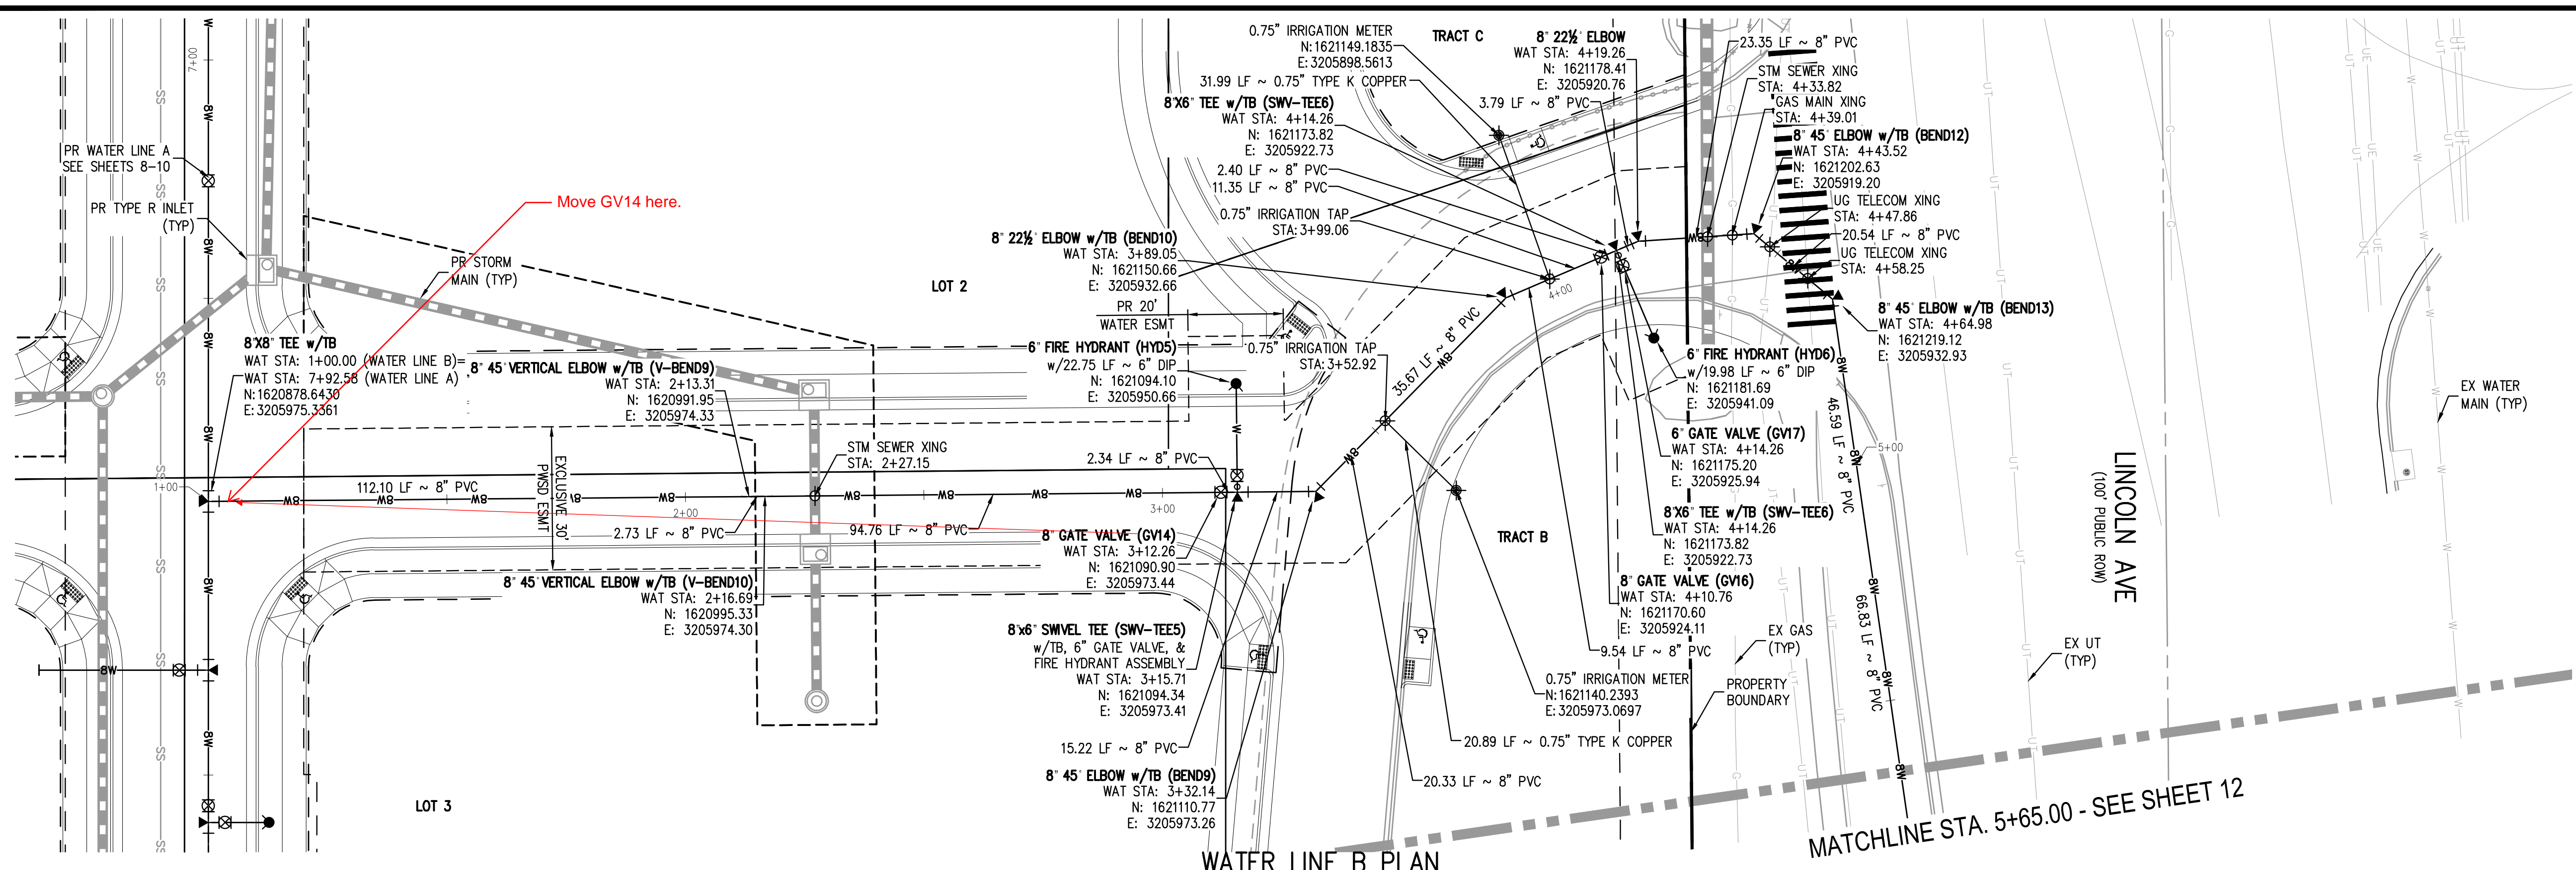 7+00
8W
SS
PR WATER LINE A
SEE SHEETS 8-10
PR TYPE R INLET
(TYP)
Move GV14 here.
PR STORM
MAIN (TYP)
LOT 2
8"X8" TEE w/TB
WAT STA: 1+00.00 (WATER LINE B)=
WAT STA: 7+92.58 (WATER LINE A)
N:1620878.6430
E:3205975.3361
8" 45° VERTICAL ELBOW w/TB (V-BEND9)
WAT STA: 2+13.31
N: 1620991.95
E: 3205974.33
1+00
112.10 LF ~ 8" PVC
EXCLUSIVE 30'
PWSD ESMT
2+00
2.73 LF ~ 8" PVC
STM SEWER XING
STA: 2+27.15
94.76 LF ~ 8" PVC
8" 45° VERTICAL ELBOW w/TB (V-BEND10)
WAT STA: 2+16.69
N: 1620995.33
E: 3205974.30
LOT 3
0.75" IRRIGATION METER
N:1621149.1835
E:3205898.5613
31.99 LF ~ 0.75" TYPE K COPPER
TRACT C
8"X6" TEE w/TB (SWV-TEE6)
WAT STA: 4+14.26
N: 1621173.82
E: 3205922.73
2.40 LF ~ 8" PVC
11.35 LF ~ 8" PVC
0.75" IRRIGATION TAP
STA:3+99.06
8" 22½° ELBOW w/TB (BEND10)
WAT STA: 3+89.05
N: 1621150.66
E: 3205932.66
PR 20'
WATER ESMT
6" FIRE HYDRANT (HYD5)
w/22.75 LF ~ 6" DIP
N: 1621094.10
E: 3205950.66
0.75" IRRIGATION TAP
STA:3+52.92
2.34 LF ~ 8" PVC
3+00
8" GATE VALVE (GV14)
WAT STA: 3+12.26
N: 1621090.90
E: 3205973.44
8"x6" SWIVEL TEE (SWV-TEE5)
w/TB, 6" GATE VALVE, &
FIRE HYDRANT ASSEMBLY
WAT STA: 3+15.71
N: 1621094.34
E: 3205973.41
15.22 LF ~ 8" PVC
8" 45° ELBOW w/TB (BEND9)
WAT STA: 3+32.14
N: 1621110.77
E: 3205973.26
8" 22½° ELBOW
WAT STA: 4+19.26
N: 1621178.41
E: 3205920.76
3.79 LF ~ 8" PVC
23.35 LF ~ 8" PVC
STM SEWER XING
STA: 4+33.82
GAS MAIN XING
STA: 4+39.01
8" 45° ELBOW w/TB (BEND12)
WAT STA: 4+43.52
N: 1621202.63
E: 3205919.20
UG TELECOM XING
STA: 4+47.86
20.54 LF ~ 8" PVC
UG TELECOM XING
STA: 4+58.25
8" 45° ELBOW w/TB (BEND13)
WAT STA: 4+64.98
N: 1621219.12
E: 3205932.93
4+00
35.67 LF ~ 8" PVC
6" FIRE HYDRANT (HYD6)
w/19.98 LF ~ 6" DIP
N: 1621181.69
E: 3205941.09
6" GATE VALVE (GV17)
WAT STA: 4+14.26
N: 1621175.20
E: 3205925.94
8"X6" TEE w/TB (SWV-TEE6)
WAT STA: 4+14.26
N: 1621173.82
E: 3205922.73
8" GATE VALVE (GV16)
WAT STA: 4+10.76
N: 1621170.60
E: 3205924.11
9.54 LF ~ 8" PVC
TRACT B
0.75" IRRIGATION METER
N:1621140.2393
E:3205973.0697
20.89 LF ~ 0.75" TYPE K COPPER
20.33 LF ~ 8" PVC
46.59 LF ~ 8" PVC
5+00
66.83 LF ~ 8" PVC
EX GAS
(TYP)
PROPERTY
BOUNDARY
EX UT
(TYP)
EX WATER
MAIN (TYP)
LINCOLN AVE
(100' PUBLIC ROW)
G
UT
UE
W
MATCHLINE STA. 5+65.00 - SEE SHEET 12
WATER LINE B PLAN